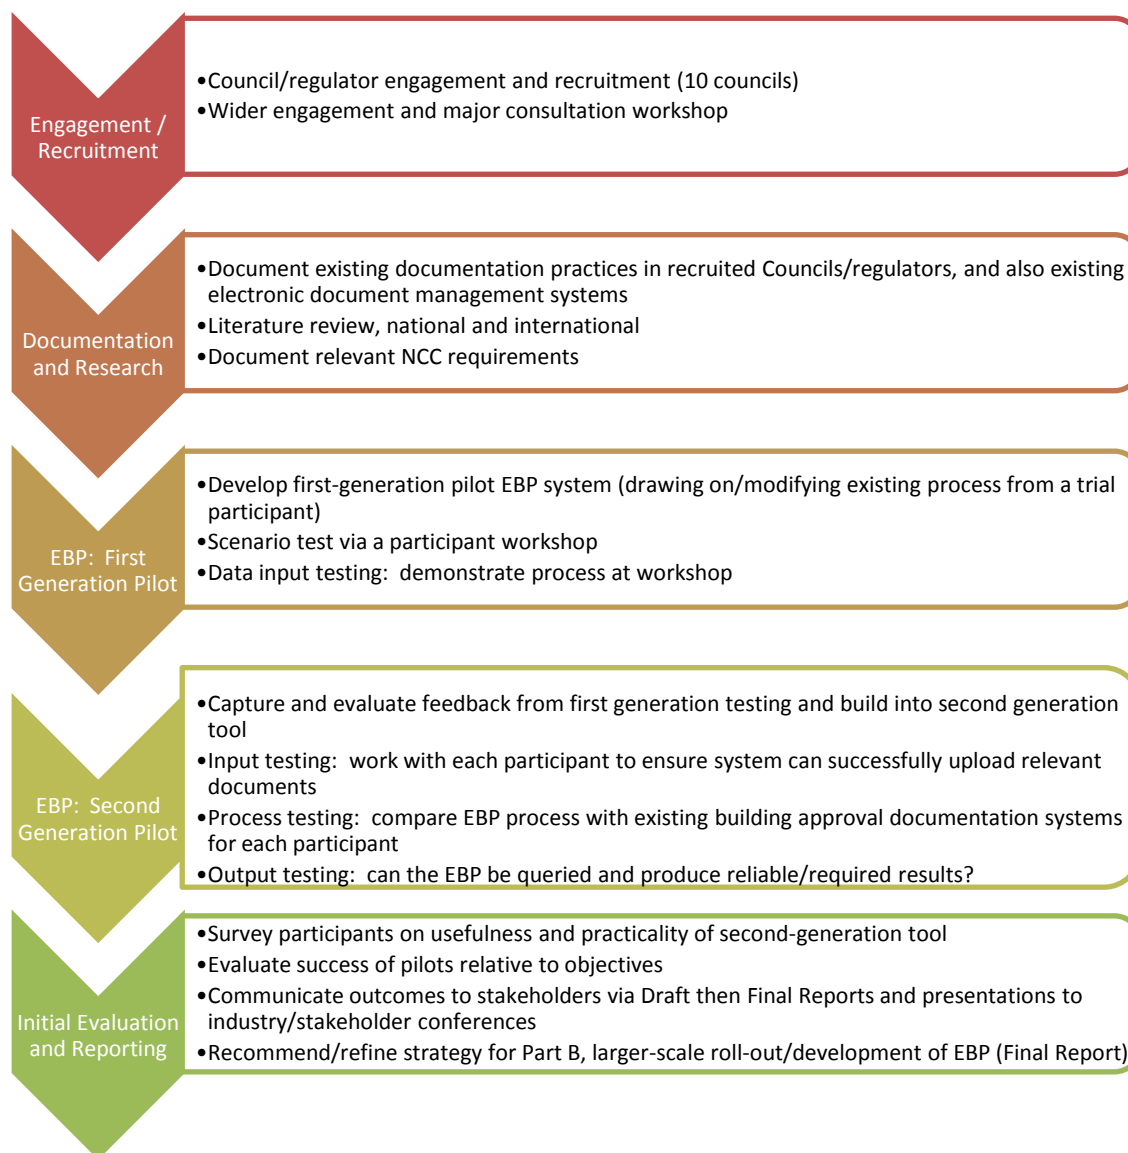 Engagement /
Recruitment
•Council/regulator engagement and recruitment (10 councils)
•Wider engagement and major consultation workshop
Documentation
and Research
•Document existing documentation practices in recruited Councils/regulators, and also existing
electronic document management systems
•Literature review, national and international
•Document relevant NCC requirements
EBP:  First
Generation Pilot
•Develop first-generation pilot EBP system (drawing on/modifying existing process from a trial
participant)
•Scenario test via a participant workshop
•Data input testing:  demonstrate process at workshop
EBP:  Second
Generation Pilot
•Capture and evaluate feedback from first generation testing and build into second generation
tool
•Input testing:  work with each participant to ensure system can successfully upload relevant
documents
•Process testing:  compare EBP process with existing building approval documentation systems
for each participant
•Output testing:  can the EBP be queried and produce reliable/required results?
Initial Evaluation
and Reporting
•Survey participants on usefulness and practicality of second-generation tool
•Evaluate success of pilots relative to objectives
•Communicate outcomes to stakeholders via Draft then Final Reports and presentations to
industry/stakeholder conferences
•Recommend/refine strategy for Part B, larger-scale roll-out/development of EBP (Final Report)